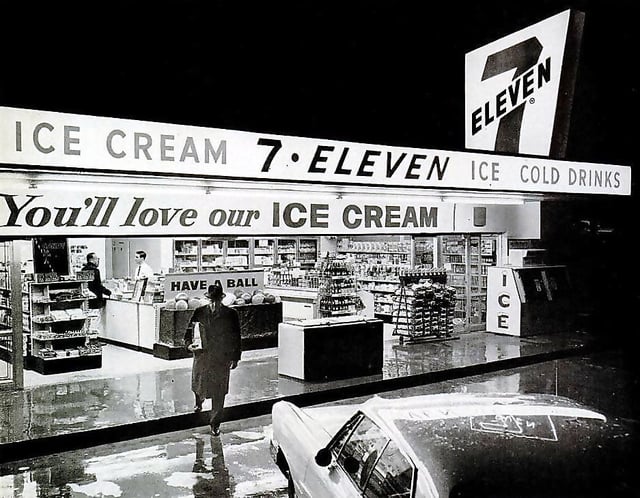 7
ELEVEN®
ICE CREAM 7·ELEVEN ICE COLD DRINKS
You'll love our ICE CREAM
HAVE A BALL
ICE